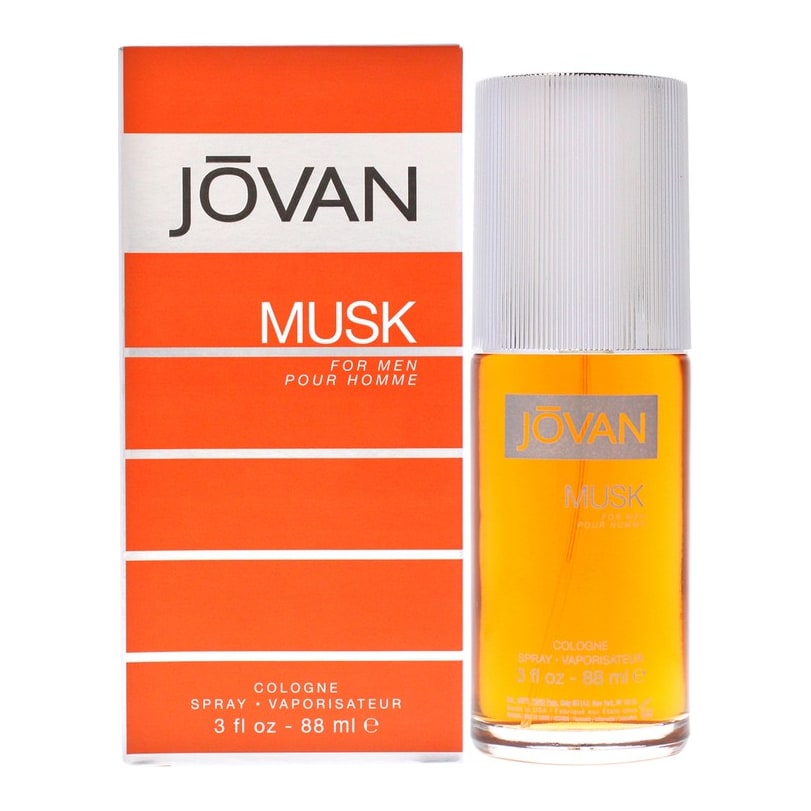 JŌVAN
MUSK
FOR MEN
POUR HOMME
COLOGNE
SPRAY • VAPORISATEUR
3 fl oz - 88 ml ℮
JŌVAN
MUSK
FOR MEN
POUR HOMME
COLOGNE
SPRAY • VAPORISATEUR
3 fl oz - 88 ml ℮